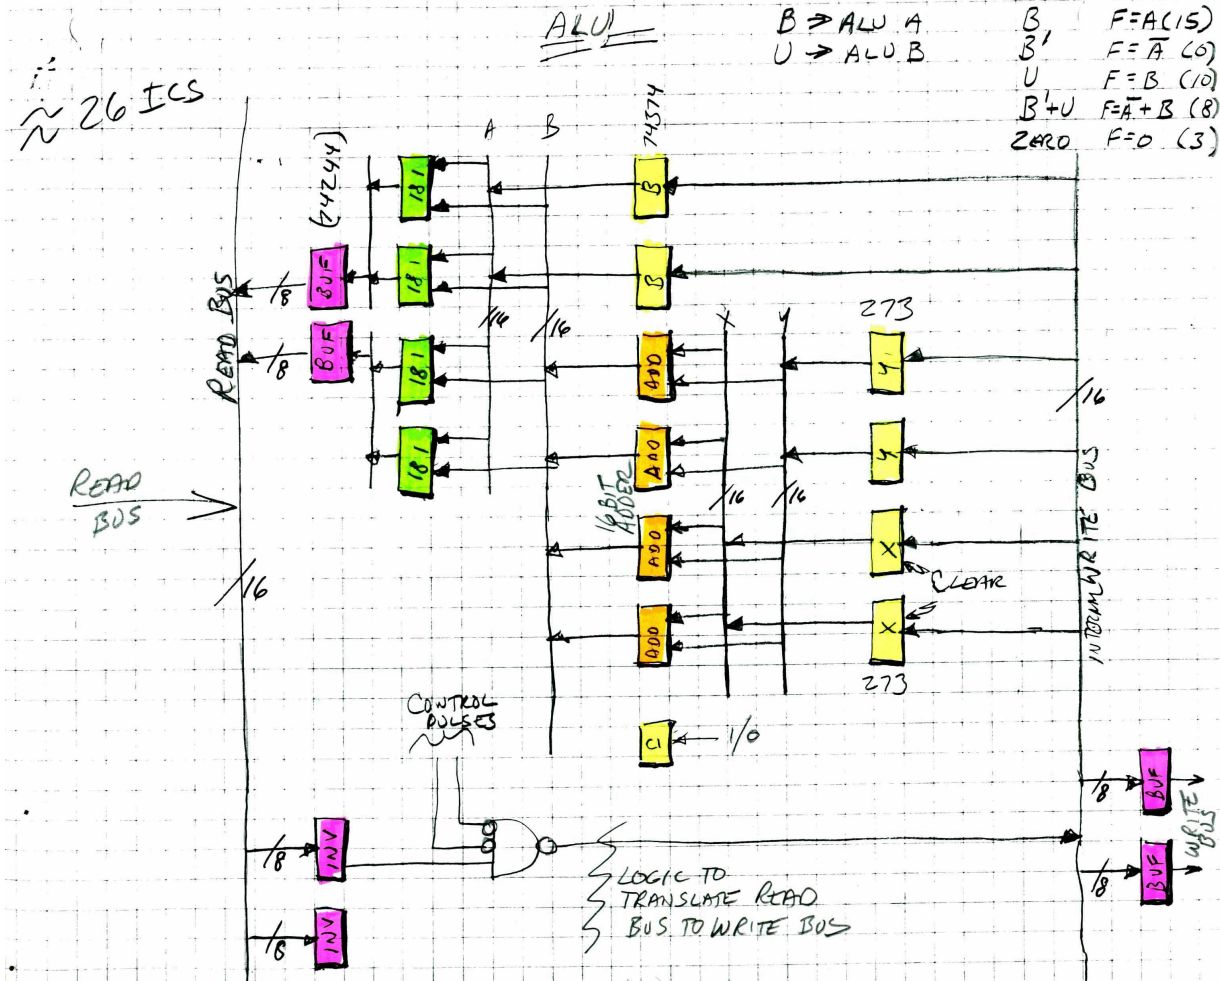 ALU
B → ALU A
U → ALU B
B F=A(15)
B' F=A̅ (0)
U F=B (10)
B'+U F=A̅+B (8)
ZERO F=0 (3)
≈ 26 ICS
(74244)
A
B
74374
181
181
181
181
BUF
BUF
/8
/8
READ BUS
/16
/16
B
B
ADD
ADD
ADD
ADD
16 BIT
ADDER
X
Y
/16
/16
273
Y
Y
X
X
CLEAR
273
/16
INTERNAL WRITE BUS
READ
BUS
/16
CI
1/0
CONTROL
PULSES
/8
INV
/8
INV
LOGIC TO
TRANSLATE READ
BUS TO WRITE BUS
/8
BUF
/8
BUF
WRITE
BUS